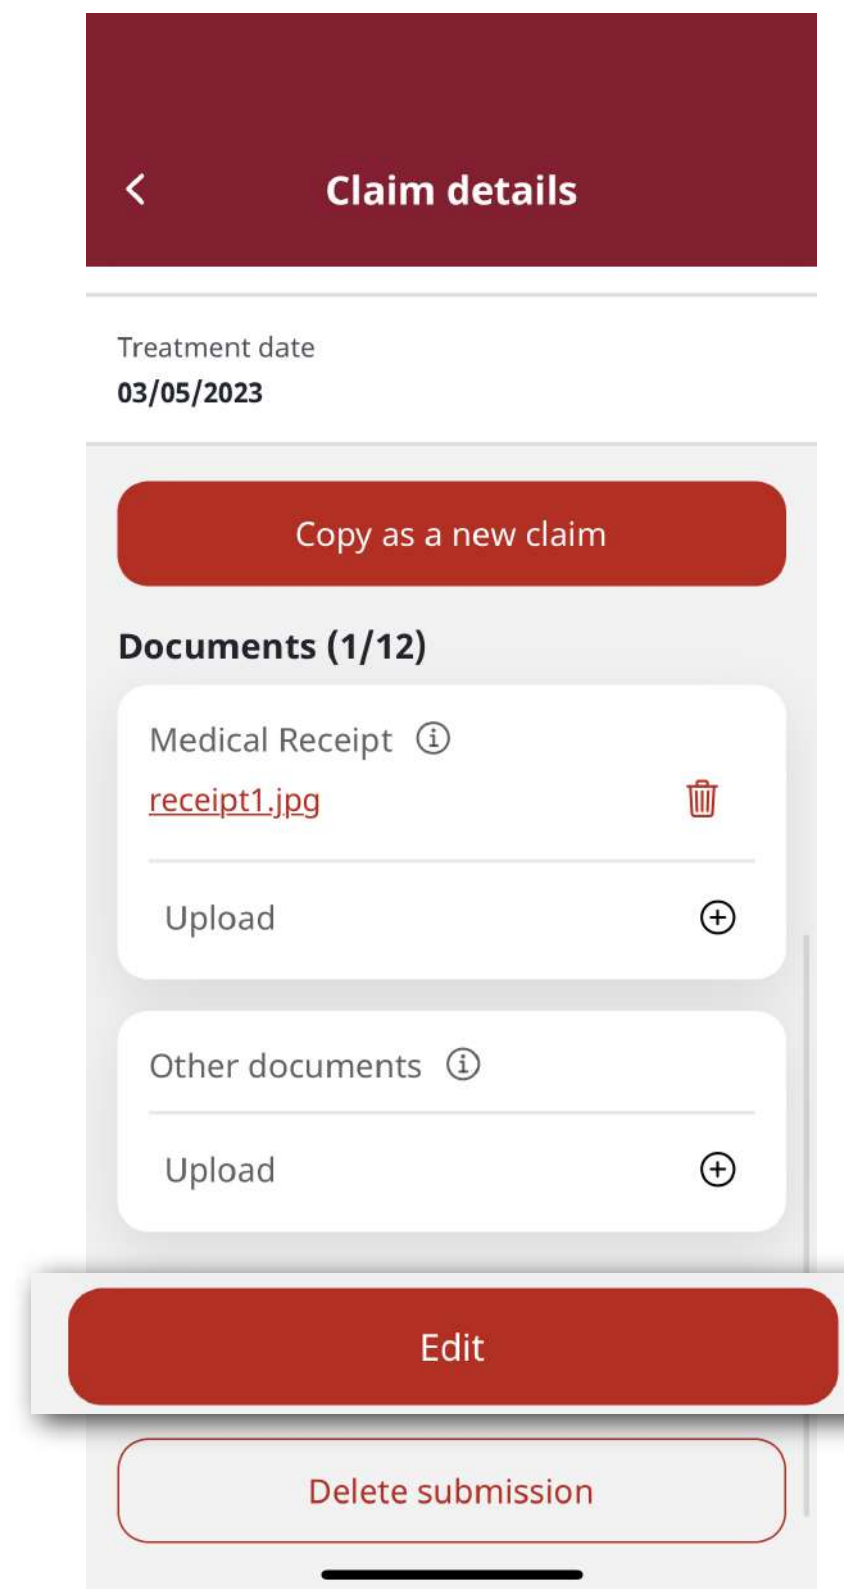 Claim details
Treatment date
03/05/2023
Copy as a new claim
Documents (1/12)
Medical Receipt
receipt1.jpg
Upload
Other documents
Upload
Edit
Delete submission